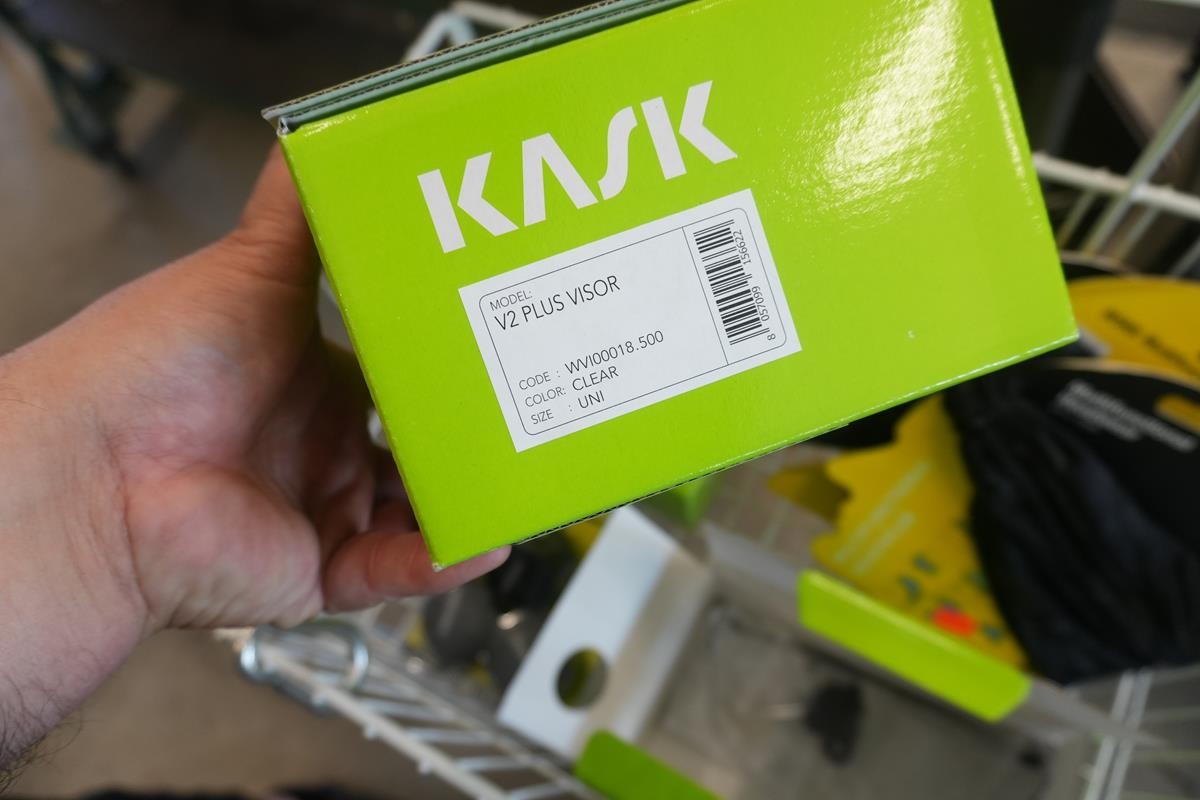 KASK
MODEL:
V2 PLUS VISOR
CODE : WVI00018.500
COLOR: CLEAR
SIZE : UNI
8 057099 156622